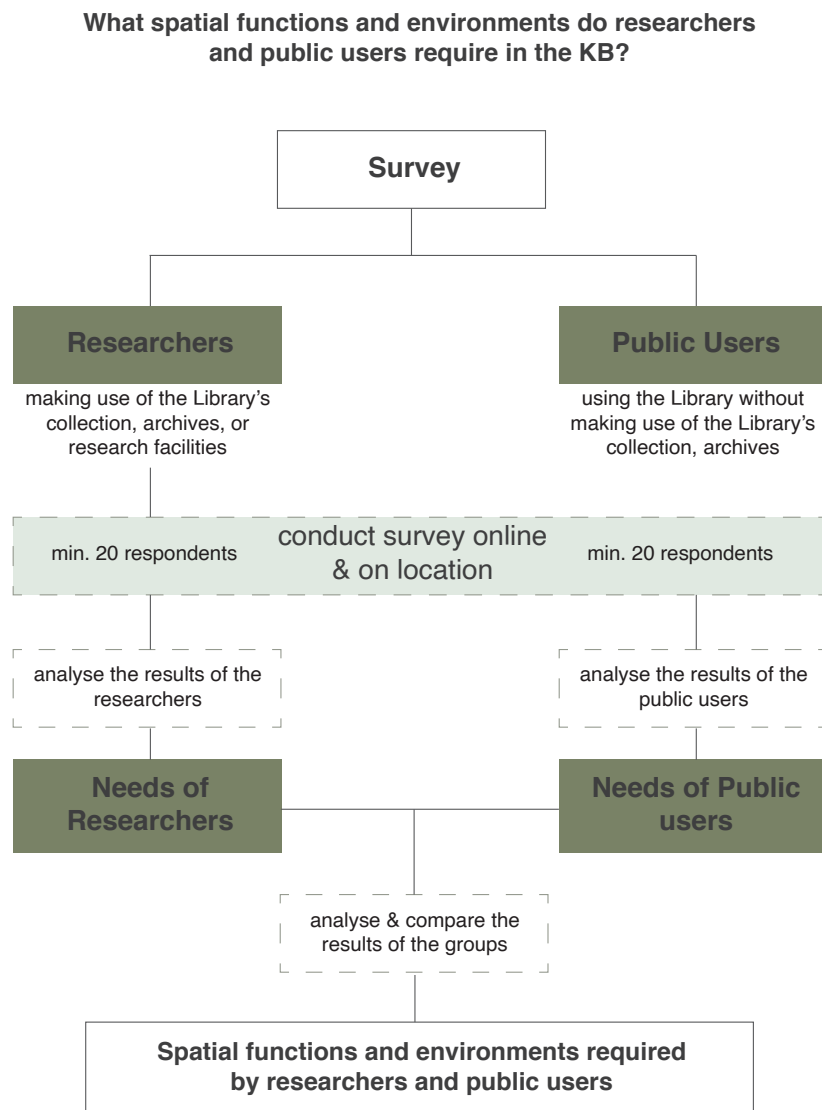 What spatial functions and environments do researchers
and public users require in the KB?
Survey
Researchers
making use of the Library's
collection, archives, or
research facilities
Public Users
using the Library without
making use of the Library's
collection, archives
min. 20 respondents
conduct survey online
& on location
min. 20 respondents
analyse the results of the
researchers
analyse the results of the
public users
Needs of
Researchers
Needs of Public
users
analyse & compare the
results of the groups
Spatial functions and environments required
by researchers and public users